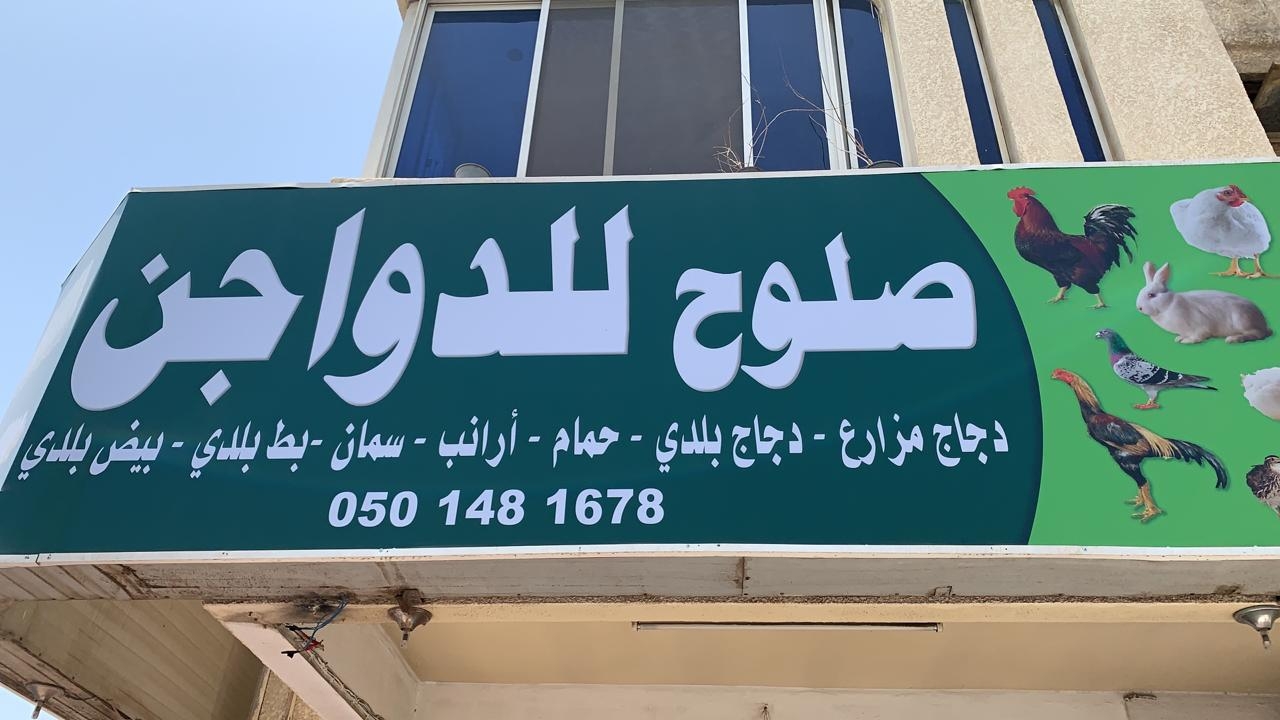 صلوح للدواجن
دجاج مزارع - دجاج بلدي - حمام - أرانب - سمان - بط بلدي - بيض بلدي
050 148 1678